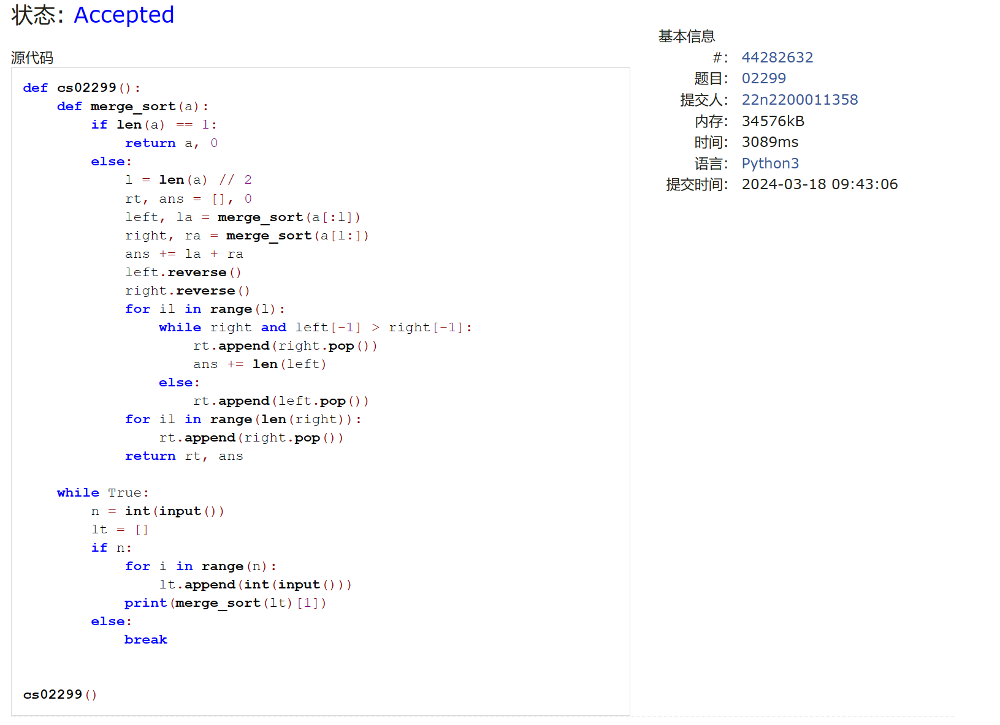 状态: Accepted
源代码
def cs02299():
    def merge_sort(a):
        if len(a) == 1:
            return a, 0
        else:
            l = len(a) // 2
            rt, ans = [], 0
            left, la = merge_sort(a[:l])
            right, ra = merge_sort(a[l:])
            ans += la + ra
            left.reverse()
            right.reverse()
            for il in range(l):
                while right and left[-1] > right[-1]:
                    rt.append(right.pop())
                    ans += len(left)
                else:
                    rt.append(left.pop())
            for il in range(len(right)):
                rt.append(right.pop())
            return rt, ans
    while True:
        n = int(input())
        lt = []
        if n:
            for i in range(n):
                lt.append(int(input()))
            print(merge_sort(lt)[1])
        else:
            break
cs02299()
基本信息
#: 44282632
题目: 02299
提交人: 22n2200011358
内存: 34576kB
时间: 3089ms
语言: Python3
提交时间: 2024-03-18 09:43:06